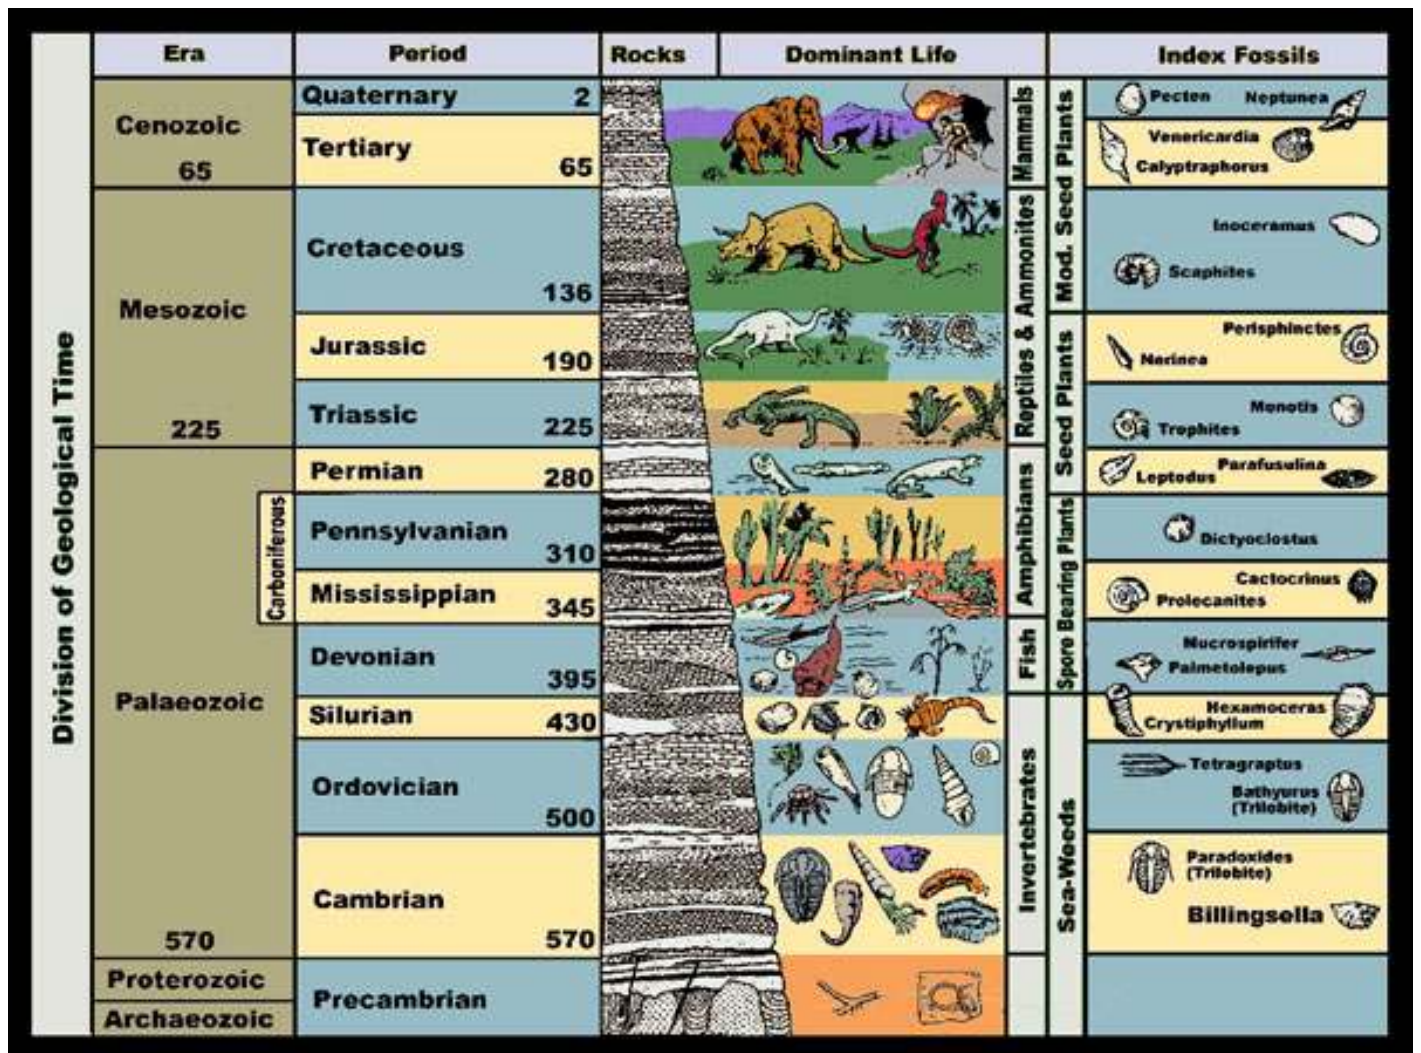 Era Period Rocks Dominant Life Index Fossils
Division of Geological Time
Cenozoic
65
Quaternary 2
Tertiary
65
Mammals
Mod. Seed Plants
Pecten Neptunea
Venericardia
Calyptraphorus
Mesozoic
225
Cretaceous
136
Jurassic
190
Triassic
225
Reptiles & Ammonites
Seed Plants
Inoceramus
Scaphites
Perisphinctes
Nerinea
Monotis
Trophites
Palaeozoic
570
Carboniferous
Permian
280
Pennsylvanian
310
Mississippian
345
Devonian
395
Silurian 430
Ordovician
500
Cambrian
570
Amphibians
Fish
Invertebrates
Spore Bearing Plants
Sea-Weeds
Parafusulina
Leptodus
Dictyoclostus
Cactocrinus
Prolecanites
Mucrospirifer
Palmetolepus
Hexamoceras
Crystiphyllum
Tetragraptus
Bathyurus
(Trilobite)
Paradoxides
(Trilobite)
Billingsella
Proterozoic
Archaeozoic
Precambrian